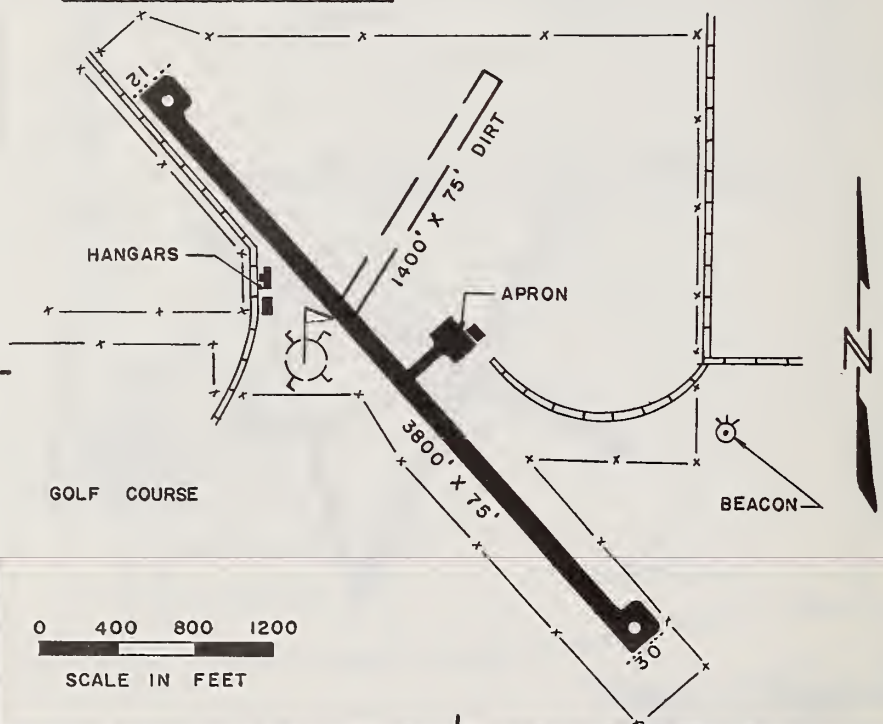 12
1400' X 75' DIRT
HANGARS
APRON
3800' X 75'
N
GOLF COURSE
BEACON
30
0 400 800 1200
SCALE IN FEET